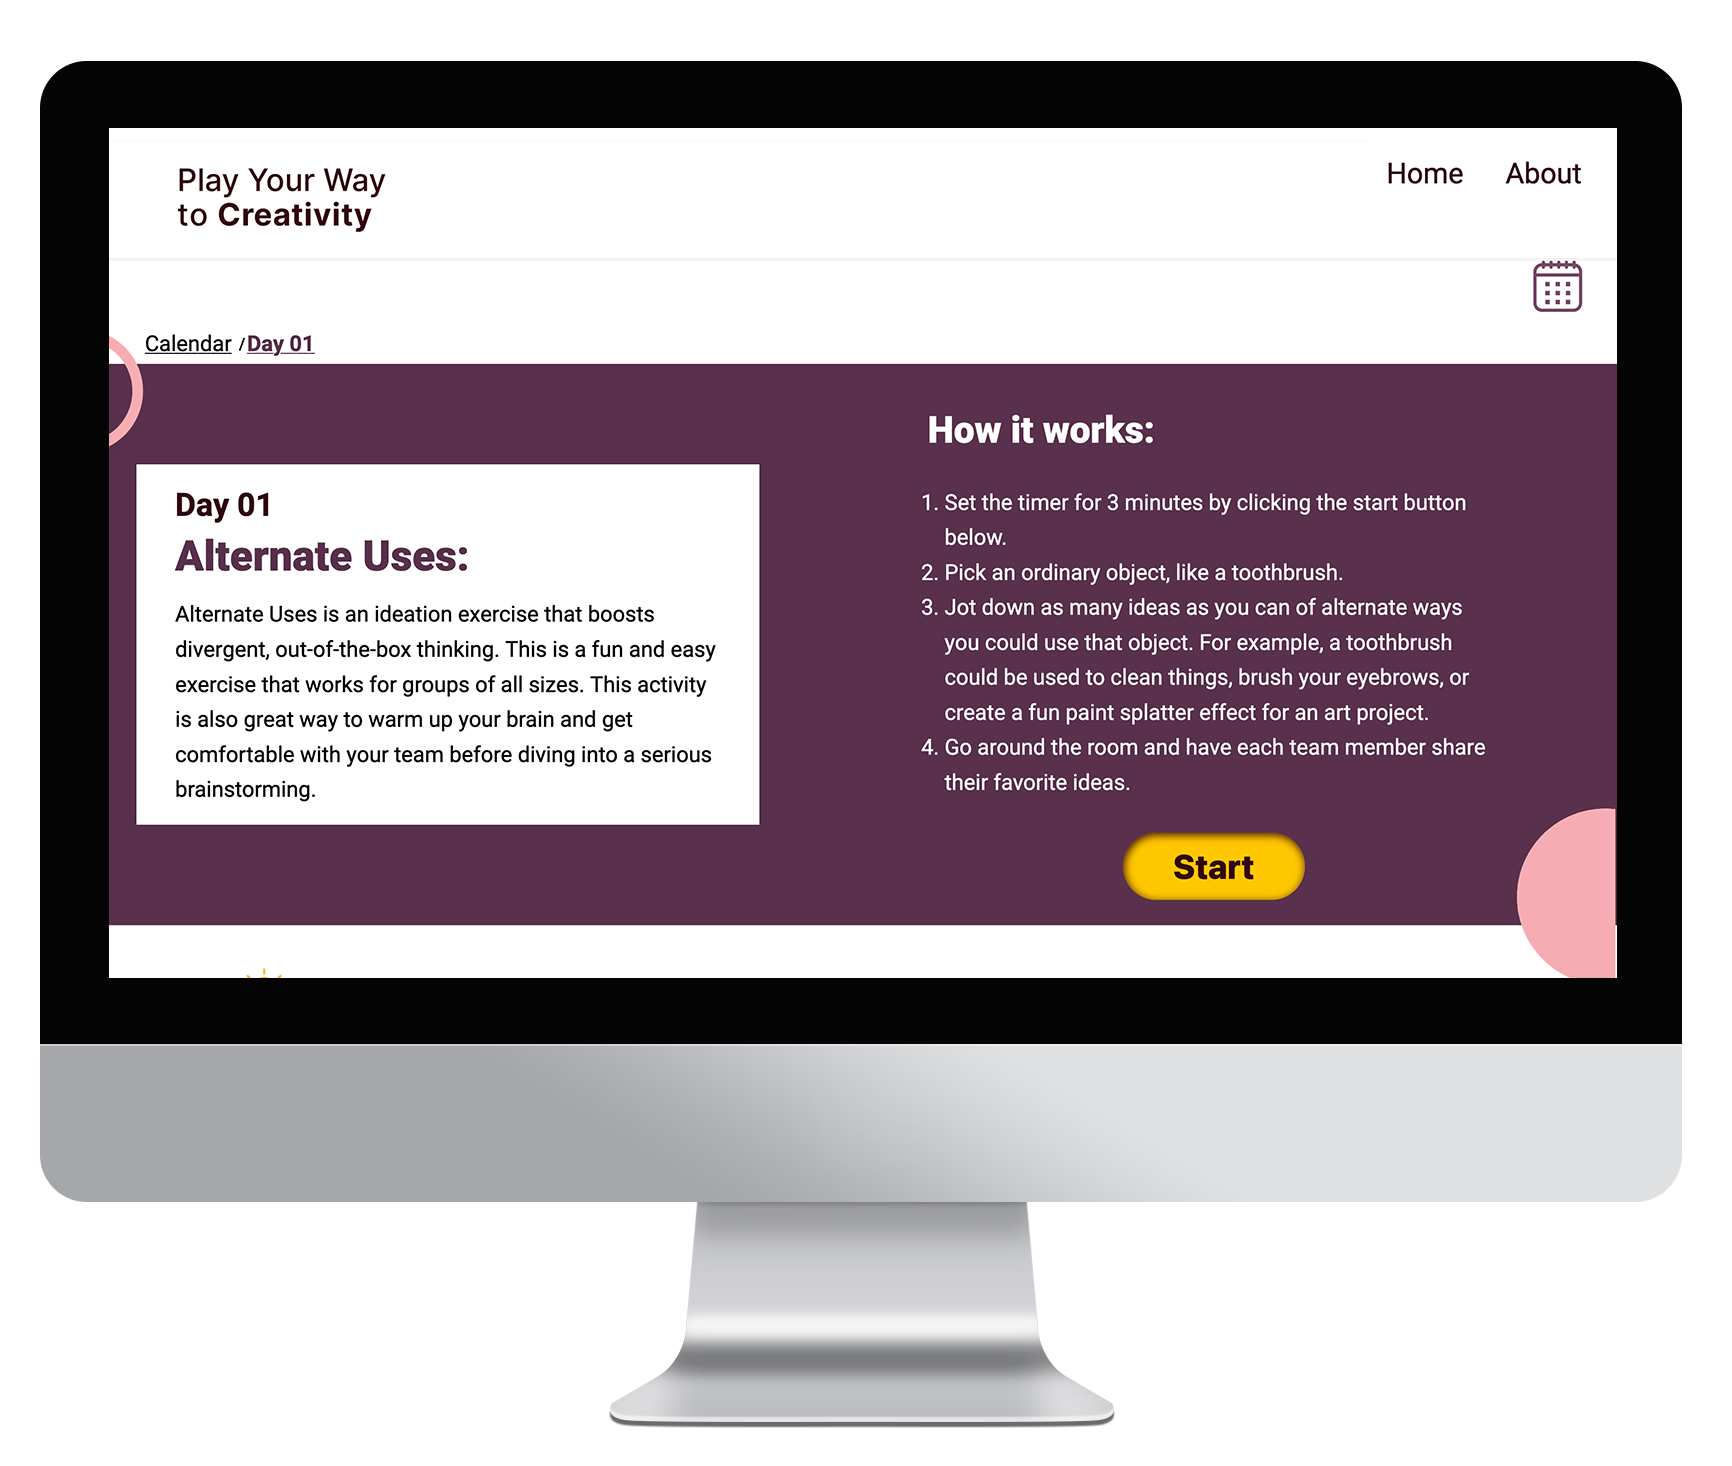 Play Your Way
to Creativity
Home
About
Calendar / Day 01
Day 01
Alternate Uses:
Alternate Uses is an ideation exercise that boosts
divergent, out-of-the-box thinking. This is a fun and easy
exercise that works for groups of all sizes. This activity
is also great way to warm up your brain and get
comfortable with your team before diving into a serious
brainstorming.
How it works:
1. Set the timer for 3 minutes by clicking the start button
below.
2. Pick an ordinary object, like a toothbrush.
3. Jot down as many ideas as you can of alternate ways
you could use that object. For example, a toothbrush
could be used to clean things, brush your eyebrows, or
create a fun paint splatter effect for an art project.
4. Go around the room and have each team member share
their favorite ideas.
Start